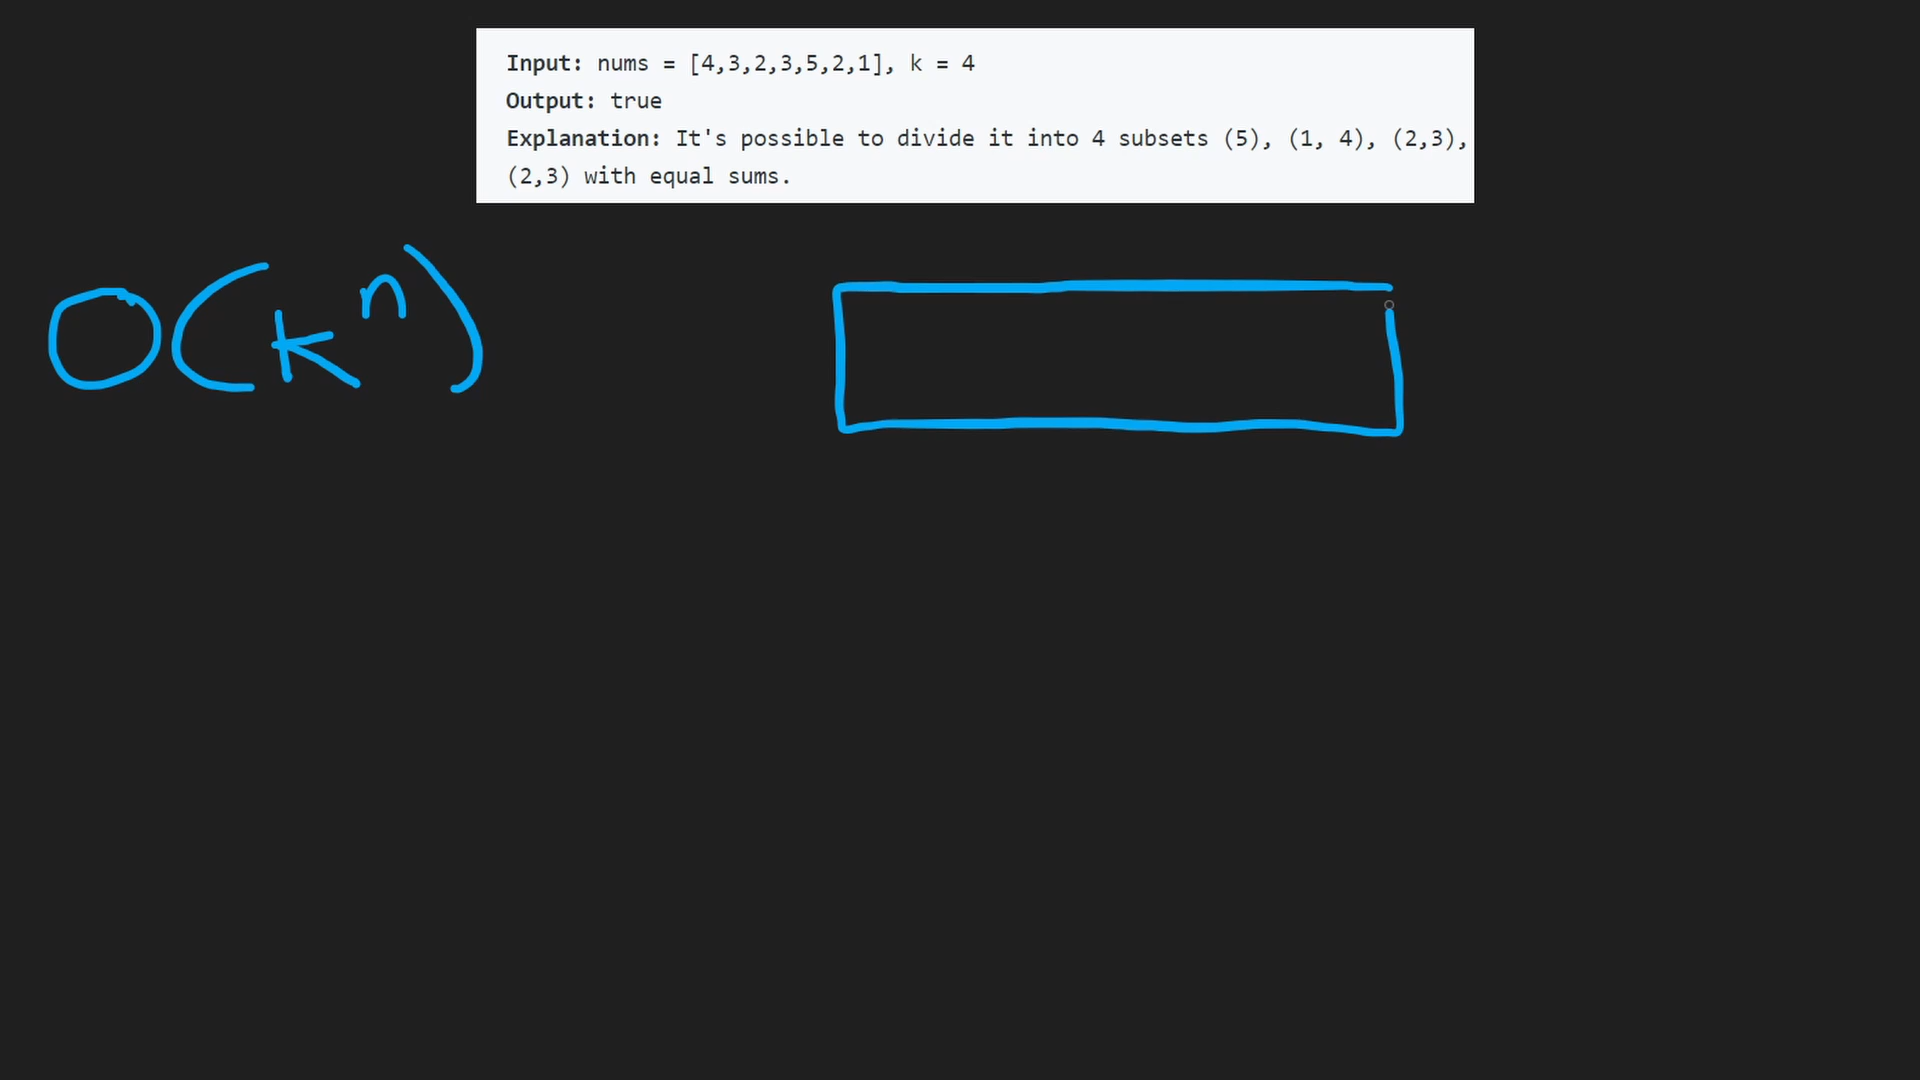 Input: nums = [4,3,2,3,5,2,1], k = 4
Output: true
Explanation: It's possible to divide it into 4 subsets (5), (1, 4), (2,3),
(2,3) with equal sums.
O(k^n)